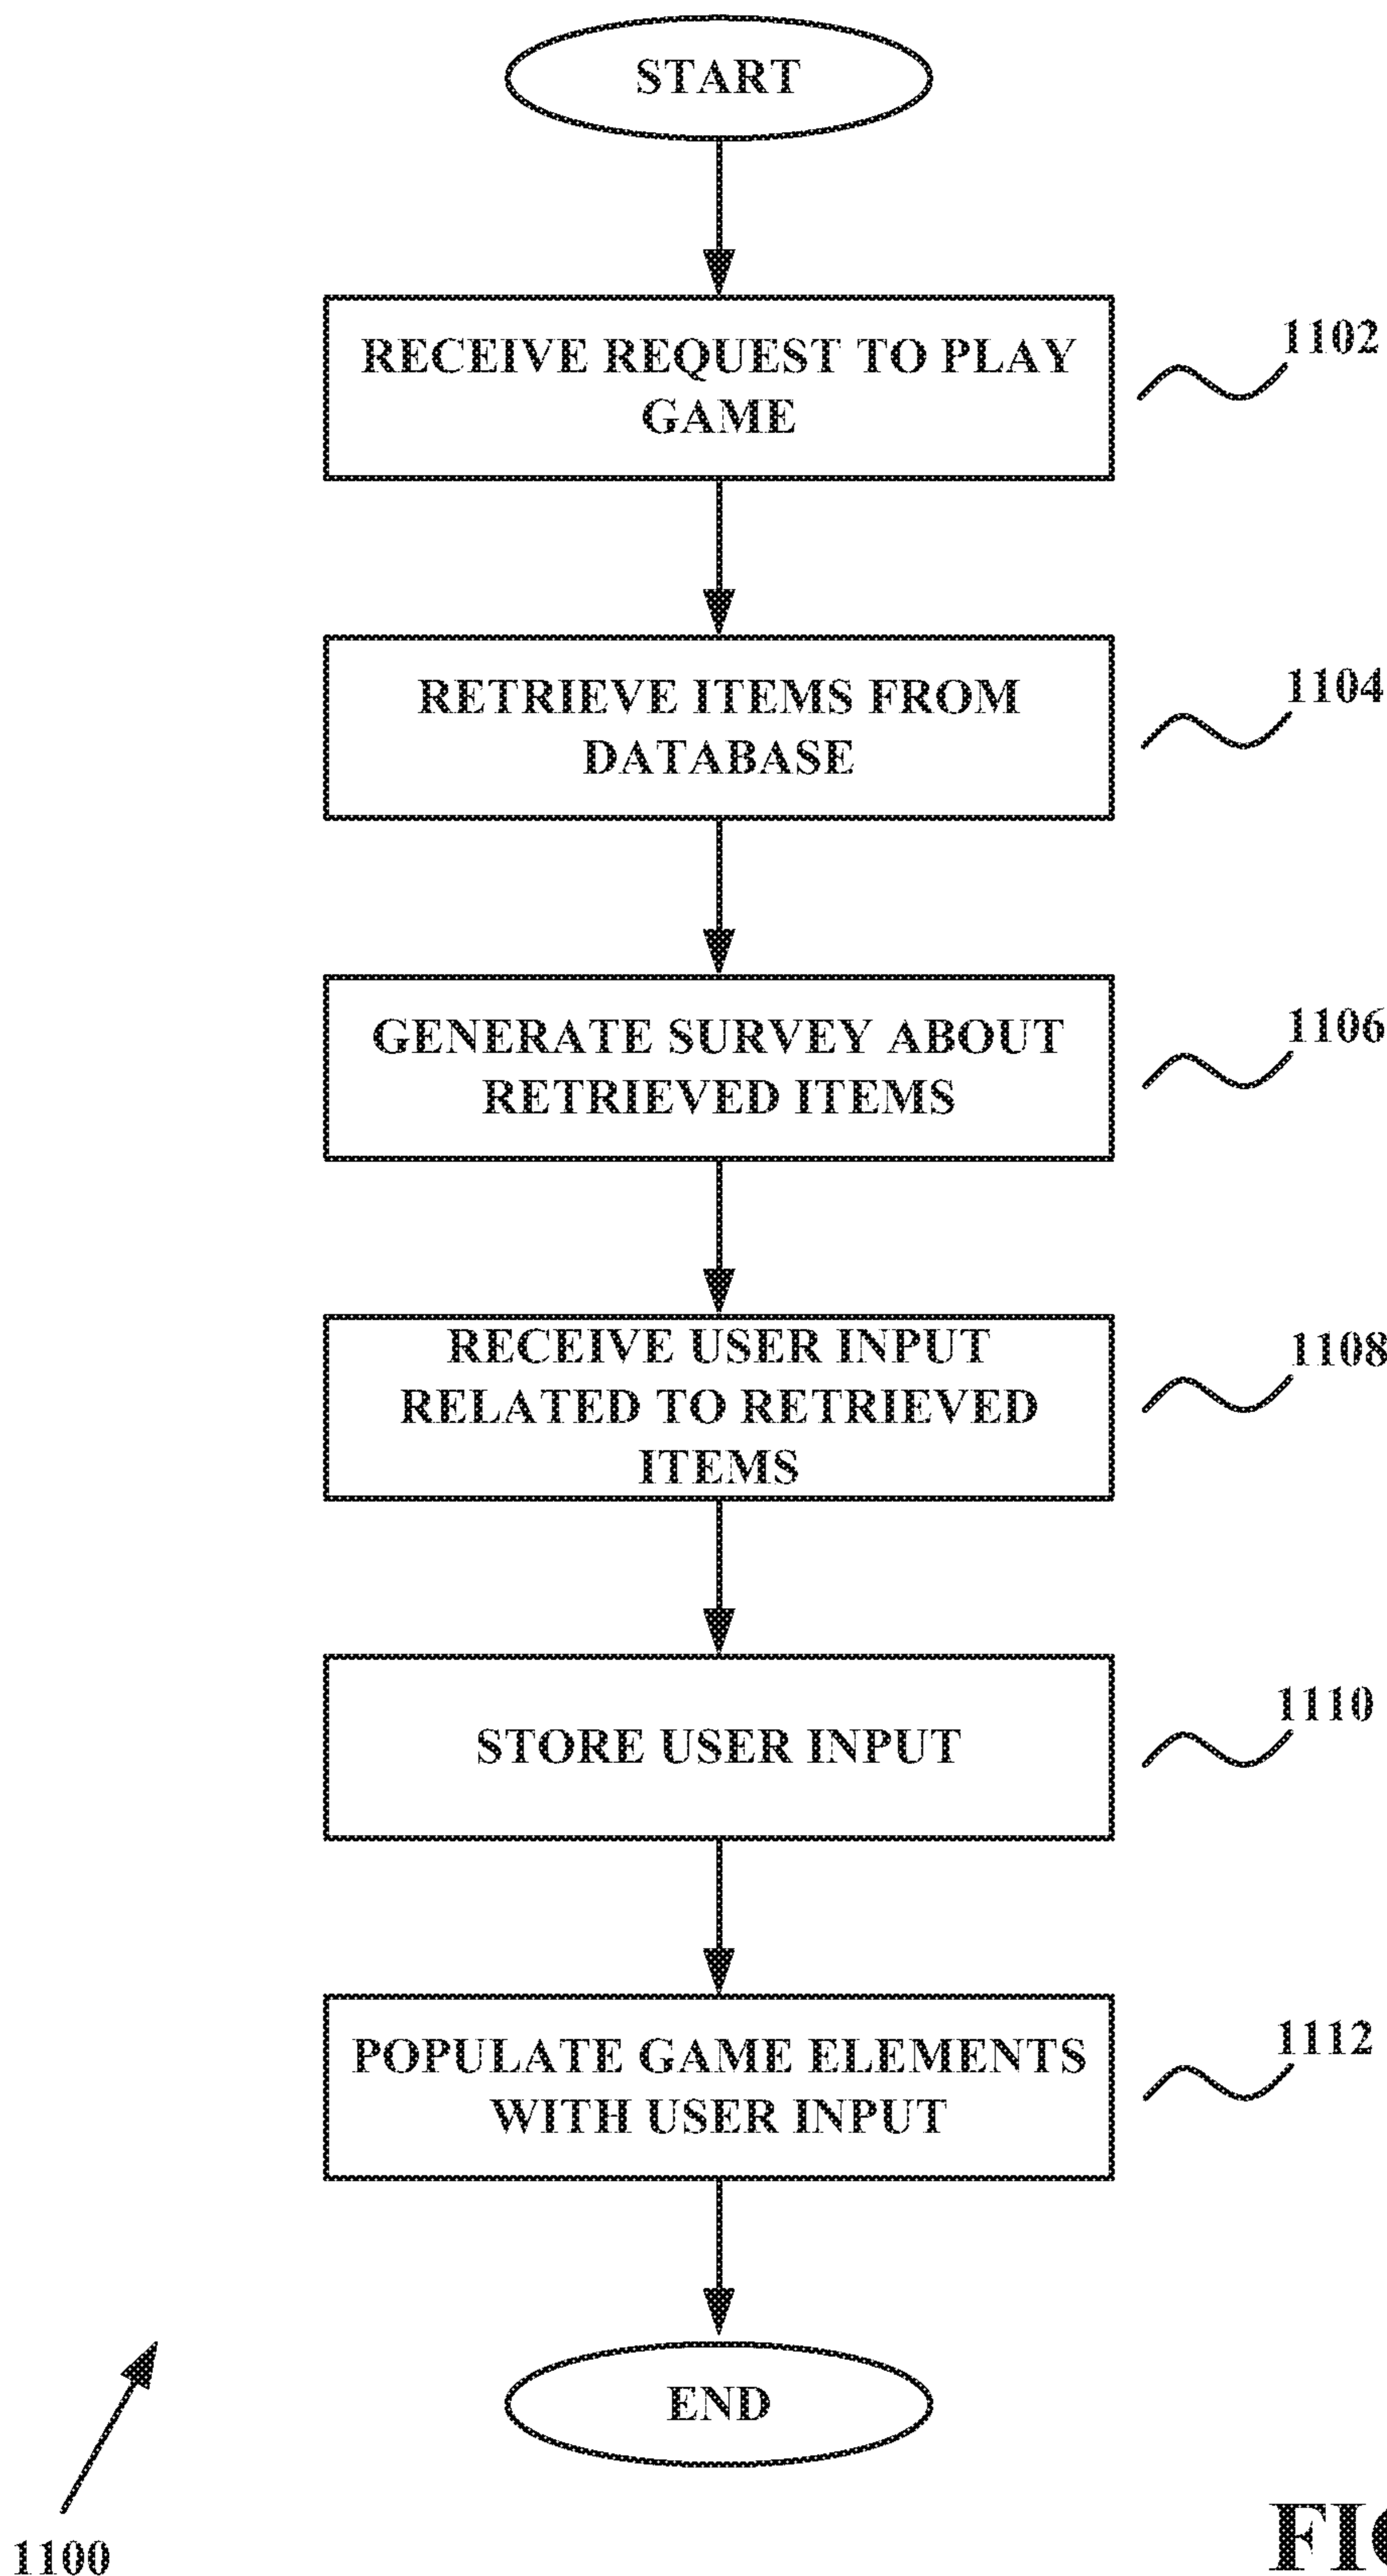 START
RECEIVE REQUEST TO PLAY
GAME
1102
RETRIEVE ITEMS FROM
DATABASE
1104
GENERATE SURVEY ABOUT
RETRIEVED ITEMS
1106
RECEIVE USER INPUT
RELATED TO RETRIEVED
ITEMS
1108
STORE USER INPUT
1110
POPULATE GAME ELEMENTS
WITH USER INPUT
1112
END
1100